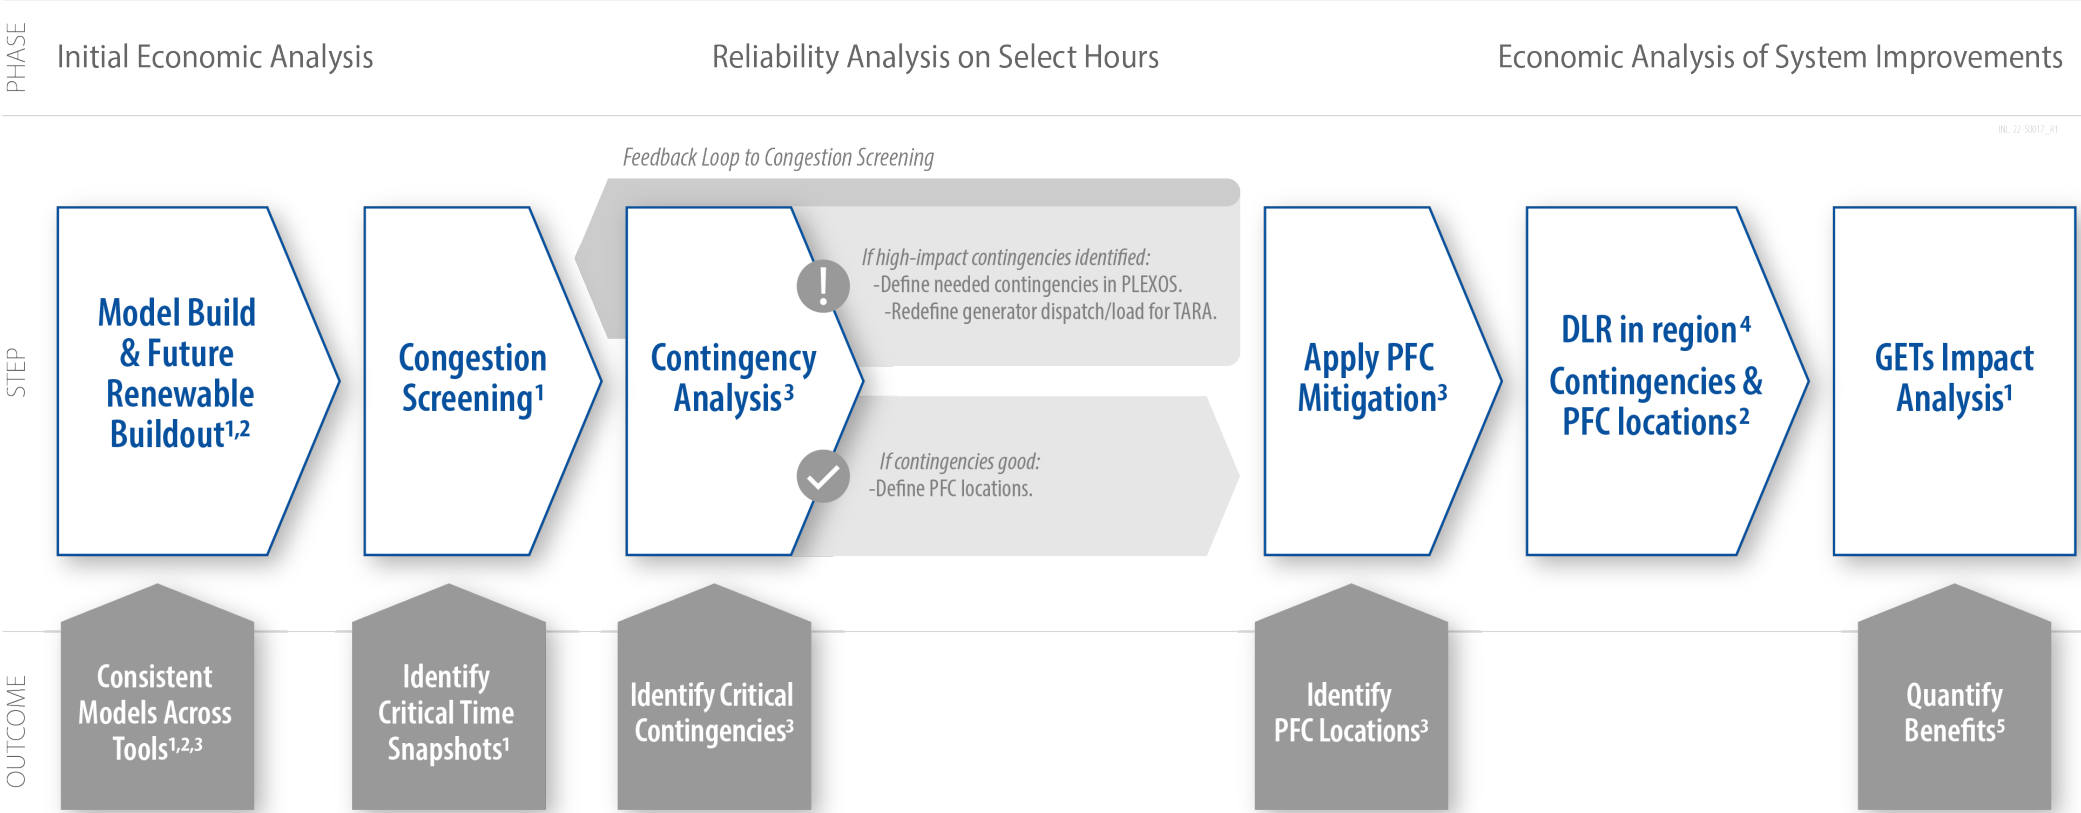 PHASE
Initial Economic Analysis
Reliability Analysis on Select Hours
Economic Analysis of System Improvements
INL 22-50017_R1
Feedback Loop to Congestion Screening
STEP
Model Build
& Future
Renewable
Buildout¹,²
Congestion
Screening¹
Contingency
Analysis³
!
If high-impact contingencies identified:
-Define needed contingencies in PLEXOS.
-Redefine generator dispatch/load for TARA.
If contingencies good:
-Define PFC locations.
Apply PFC
Mitigation³
DLR in region⁴
Contingencies &
PFC locations²
GETs Impact
Analysis¹
OUTCOME
Consistent
Models Across
Tools¹,²,³
Identify
Critical Time
Snapshots¹
Identify Critical
Contingencies³
Identify
PFC Locations³
Quantify
Benefits⁵